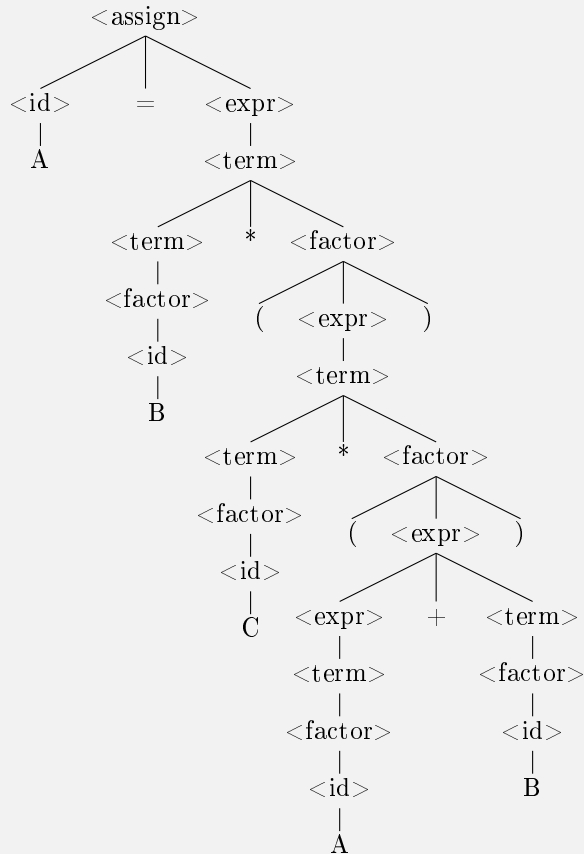 <assign>
<id> = <expr>
A <term>
<term> * <factor>
<factor> ( <expr> )
<id> <term>
B
<term> * <factor>
<factor> ( <expr> )
<id>
C <expr> + <term>
<term> <factor>
<factor> <id>
<id> B
A